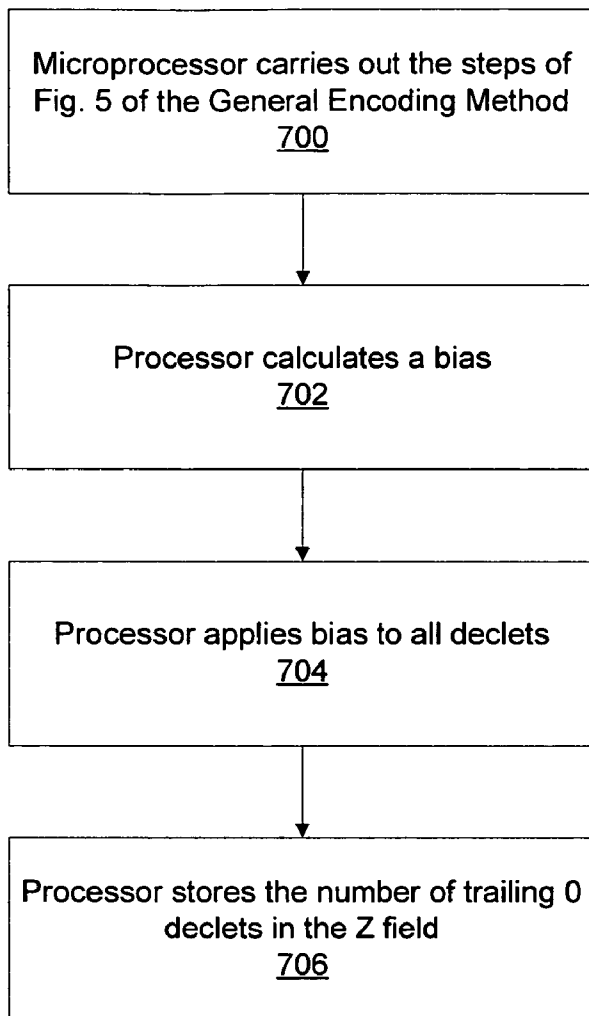 Microprocessor carries out the steps of
Fig. 5 of the General Encoding Method
700
Processor calculates a bias
702
Processor applies bias to all declets
704
Processor stores the number of trailing 0
declets in the Z field
706